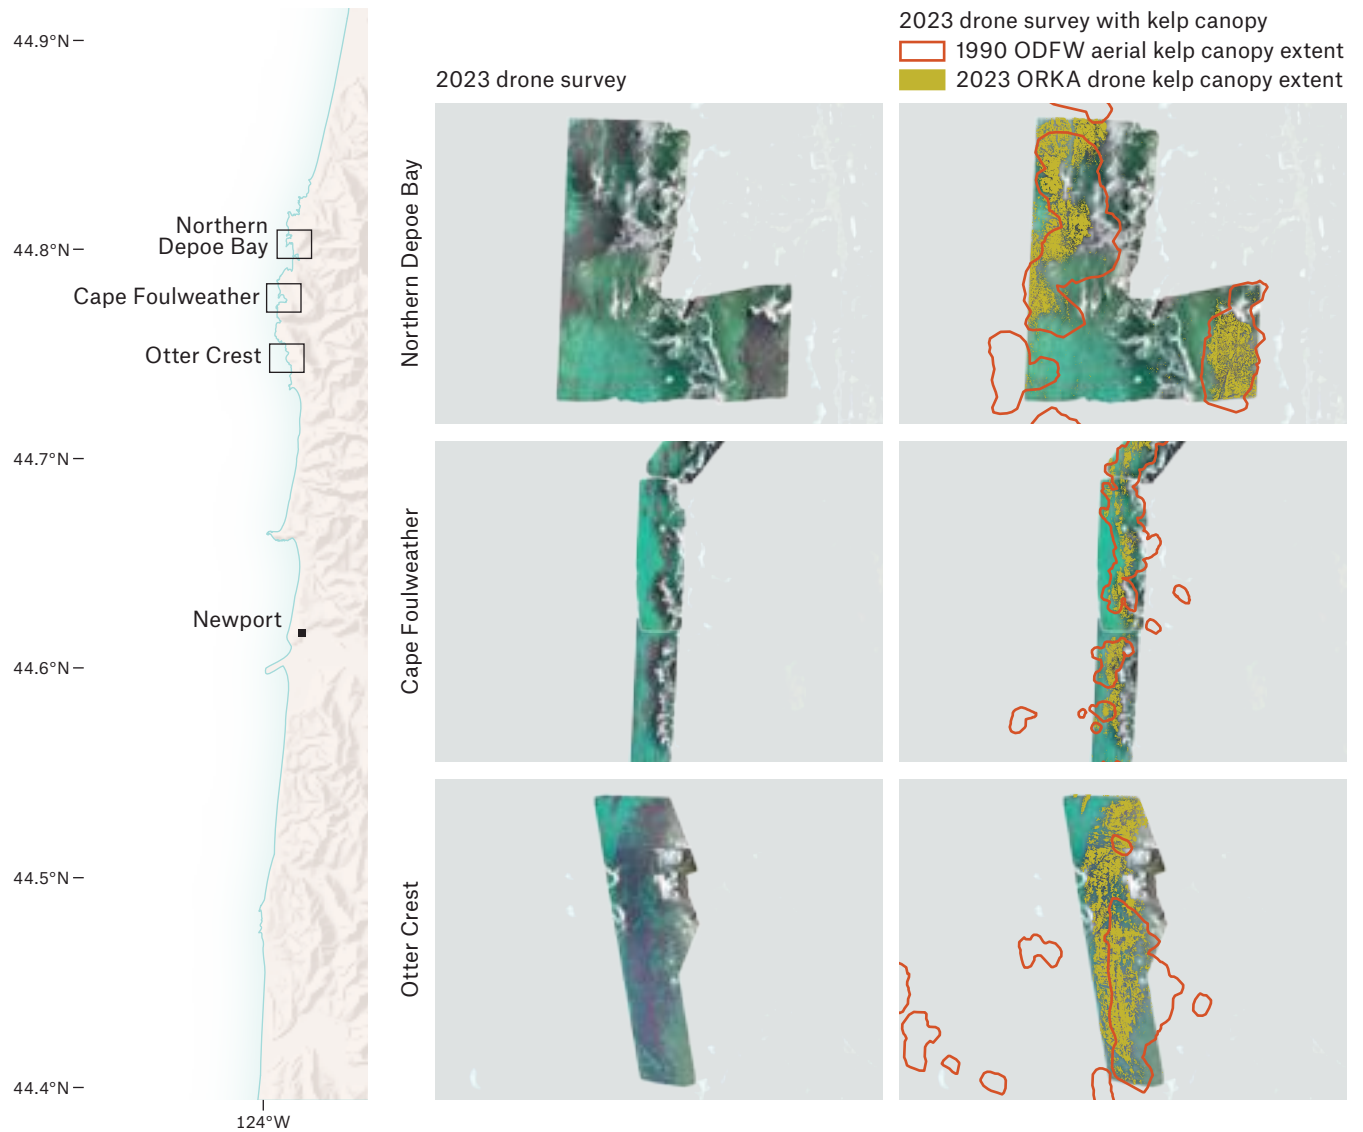 2023 drone survey with kelp canopy
1990 ODFW aerial kelp canopy extent
2023 ORKA drone kelp canopy extent
2023 drone survey
44.9°N
44.8°N
44.7°N
44.6°N
44.5°N
44.4°N
124°W
Northern
Depoe Bay
Cape Foulweather
Otter Crest
Newport
Northern Depoe Bay
Cape Foulweather
Otter Crest